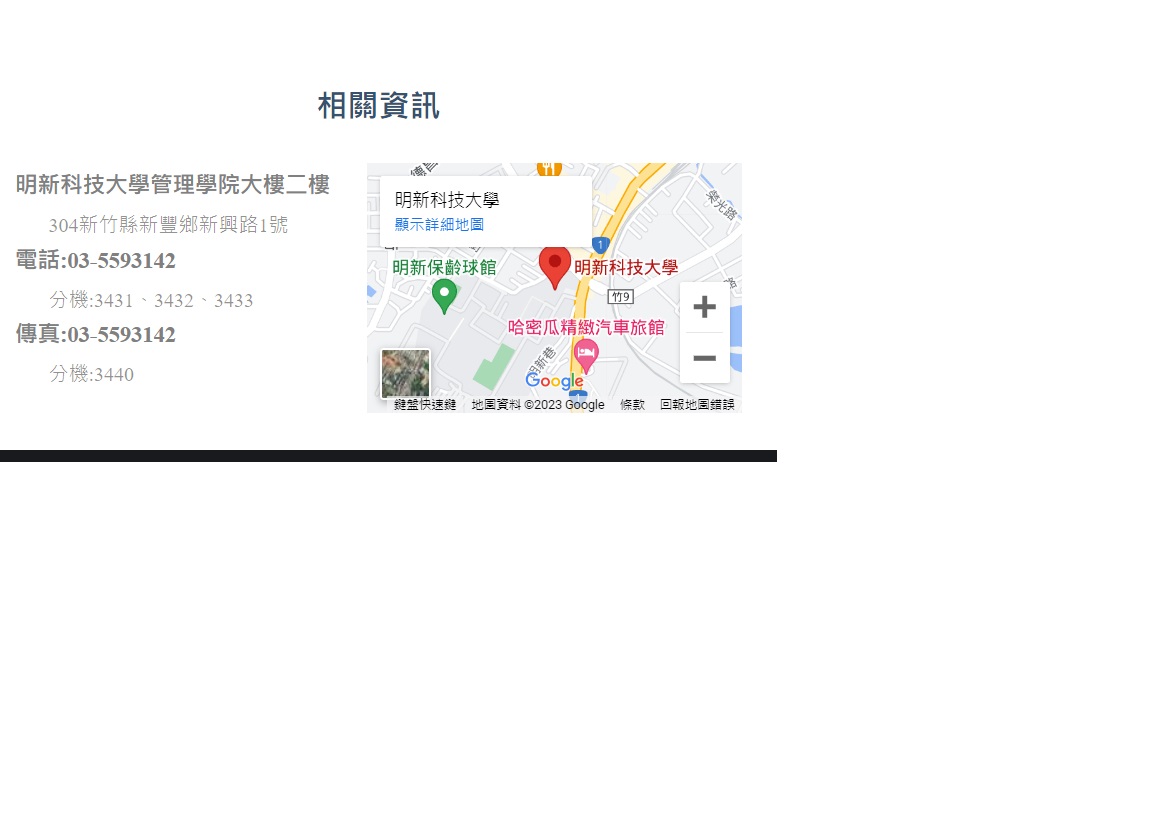 相關資訊
明新科技大學管理學院大樓二樓
304新竹縣新豐鄉新興路1號
電話:03-5593142
分機:3431、3432、3433
傳真:03-5593142
分機:3440
明新科技大學
顯示詳細地圖
榮光路
1
明新保齡球館
明新科技大學
竹9
哈密瓜精緻汽車旅館
明新巷
Google
1
鍵盤快速鍵 地圖資料 ©2023 Google 條款 回報地圖錯誤